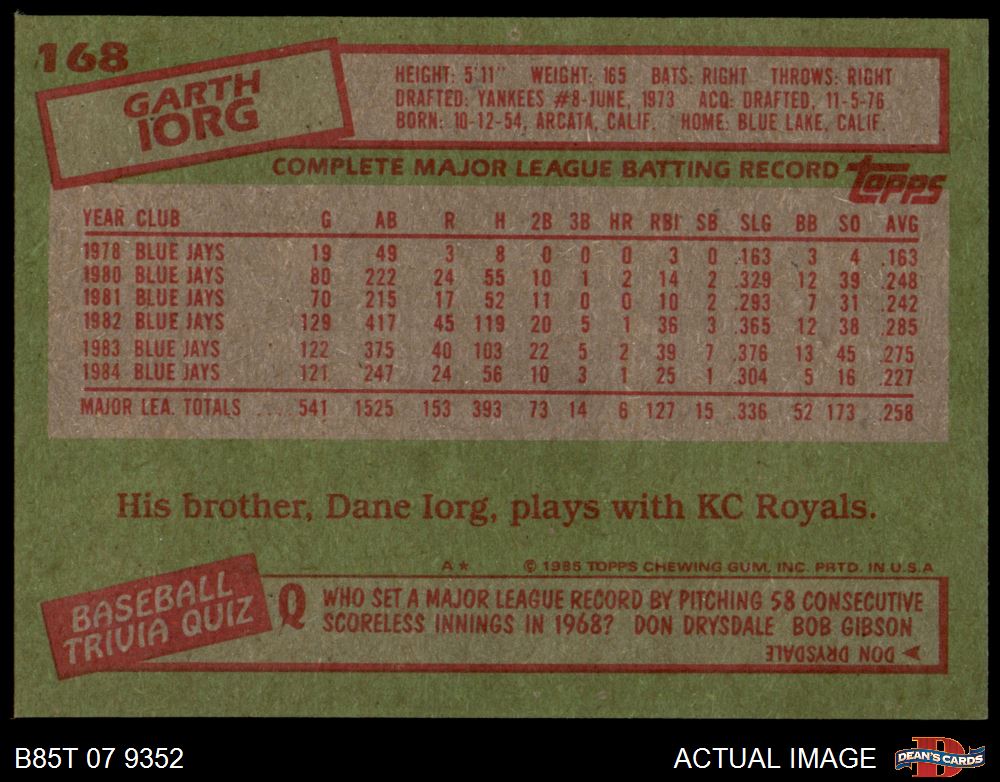 168
GARTH
IORG
HEIGHT: 5'11" WEIGHT: 165 BATS: RIGHT THROWS: RIGHT
DRAFTED: YANKEES #8-JUNE, 1973 ACQ: DRAFTED, 11-5-76
BORN: 10-12-54, ARCATA, CALIF. HOME: BLUE LAKE, CALIF.
COMPLETE MAJOR LEAGUE BATTING RECORD topps
YEAR CLUB G AB R H 2B 3B HR RBI SB SLG BB SO AVG
1978 BLUE JAYS 19 49 3 8 0 0 0 3 0 .163 3 4 .163
1980 BLUE JAYS 80 222 24 55 10 1 2 14 2 .329 12 39 .248
1981 BLUE JAYS 70 215 17 52 11 0 0 10 2 .293 7 31 .242
1982 BLUE JAYS 129 417 45 119 20 5 1 36 3 .365 12 38 .285
1983 BLUE JAYS 122 375 40 103 22 5 2 39 7 .376 13 45 .275
1984 BLUE JAYS 121 247 24 56 10 3 1 25 1 .304 5 16 .227
MAJOR LEA. TOTALS .... 541 1525 153 393 73 14 6 127 15 .336 52 173 .258
His brother, Dane Iorg, plays with KC Royals.
A* © 1985 TOPPS CHEWING GUM, INC. PRTD. IN U.S.A
BASEBALL
TRIVIA QUIZ
Q WHO SET A MAJOR LEAGUE RECORD BY PITCHING 58 CONSECUTIVE
SCORELESS INNINGS IN 1968? DON DRYSDALE BOB GIBSON
DON DRYSDALE
B85T 07 9352
ACTUAL IMAGE
D
DEAN'S CARDS